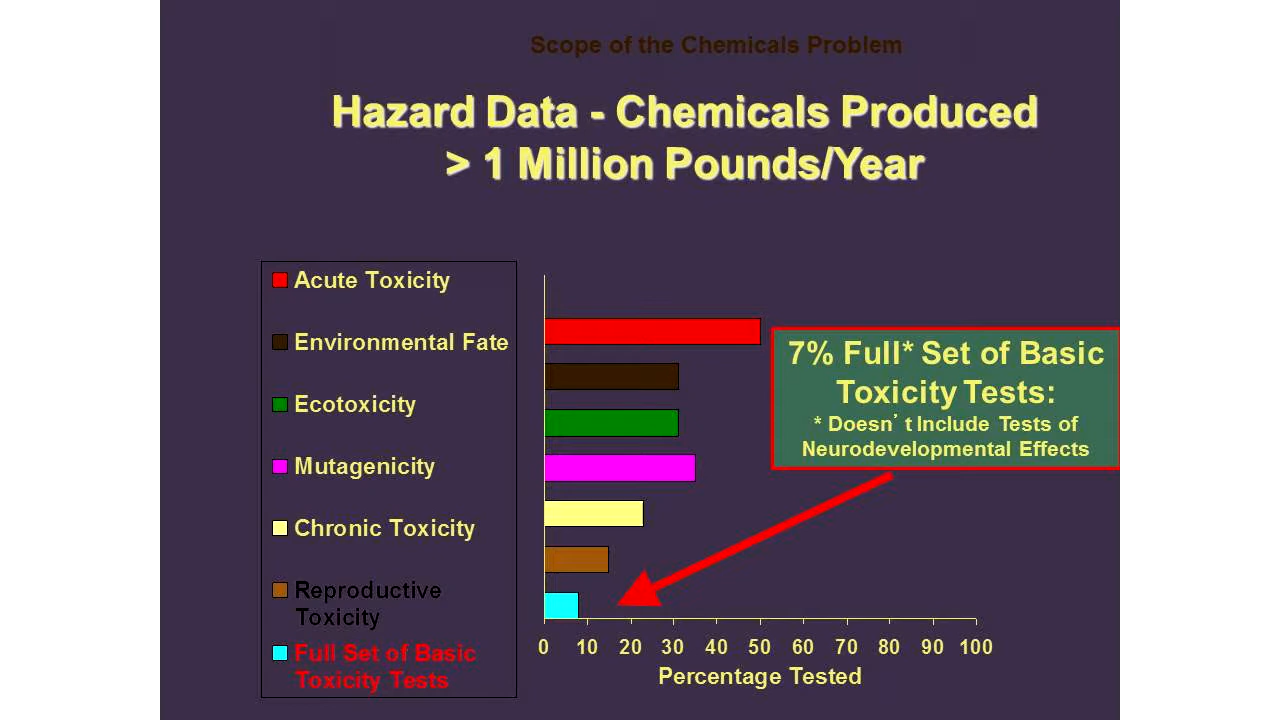 Scope of the Chemicals Problem
Hazard Data - Chemicals Produced
> 1 Million Pounds/Year
Acute Toxicity
Environmental Fate
Ecotoxicity
Mutagenicity
Chronic Toxicity
Reproductive
Toxicity
Full Set of Basic
Toxicity Tests
7% Full* Set of Basic
Toxicity Tests:
* Doesn’t Include Tests of
Neurodevelopmental Effects
0 10 20 30 40 50 60 70 80 90 100
Percentage Tested